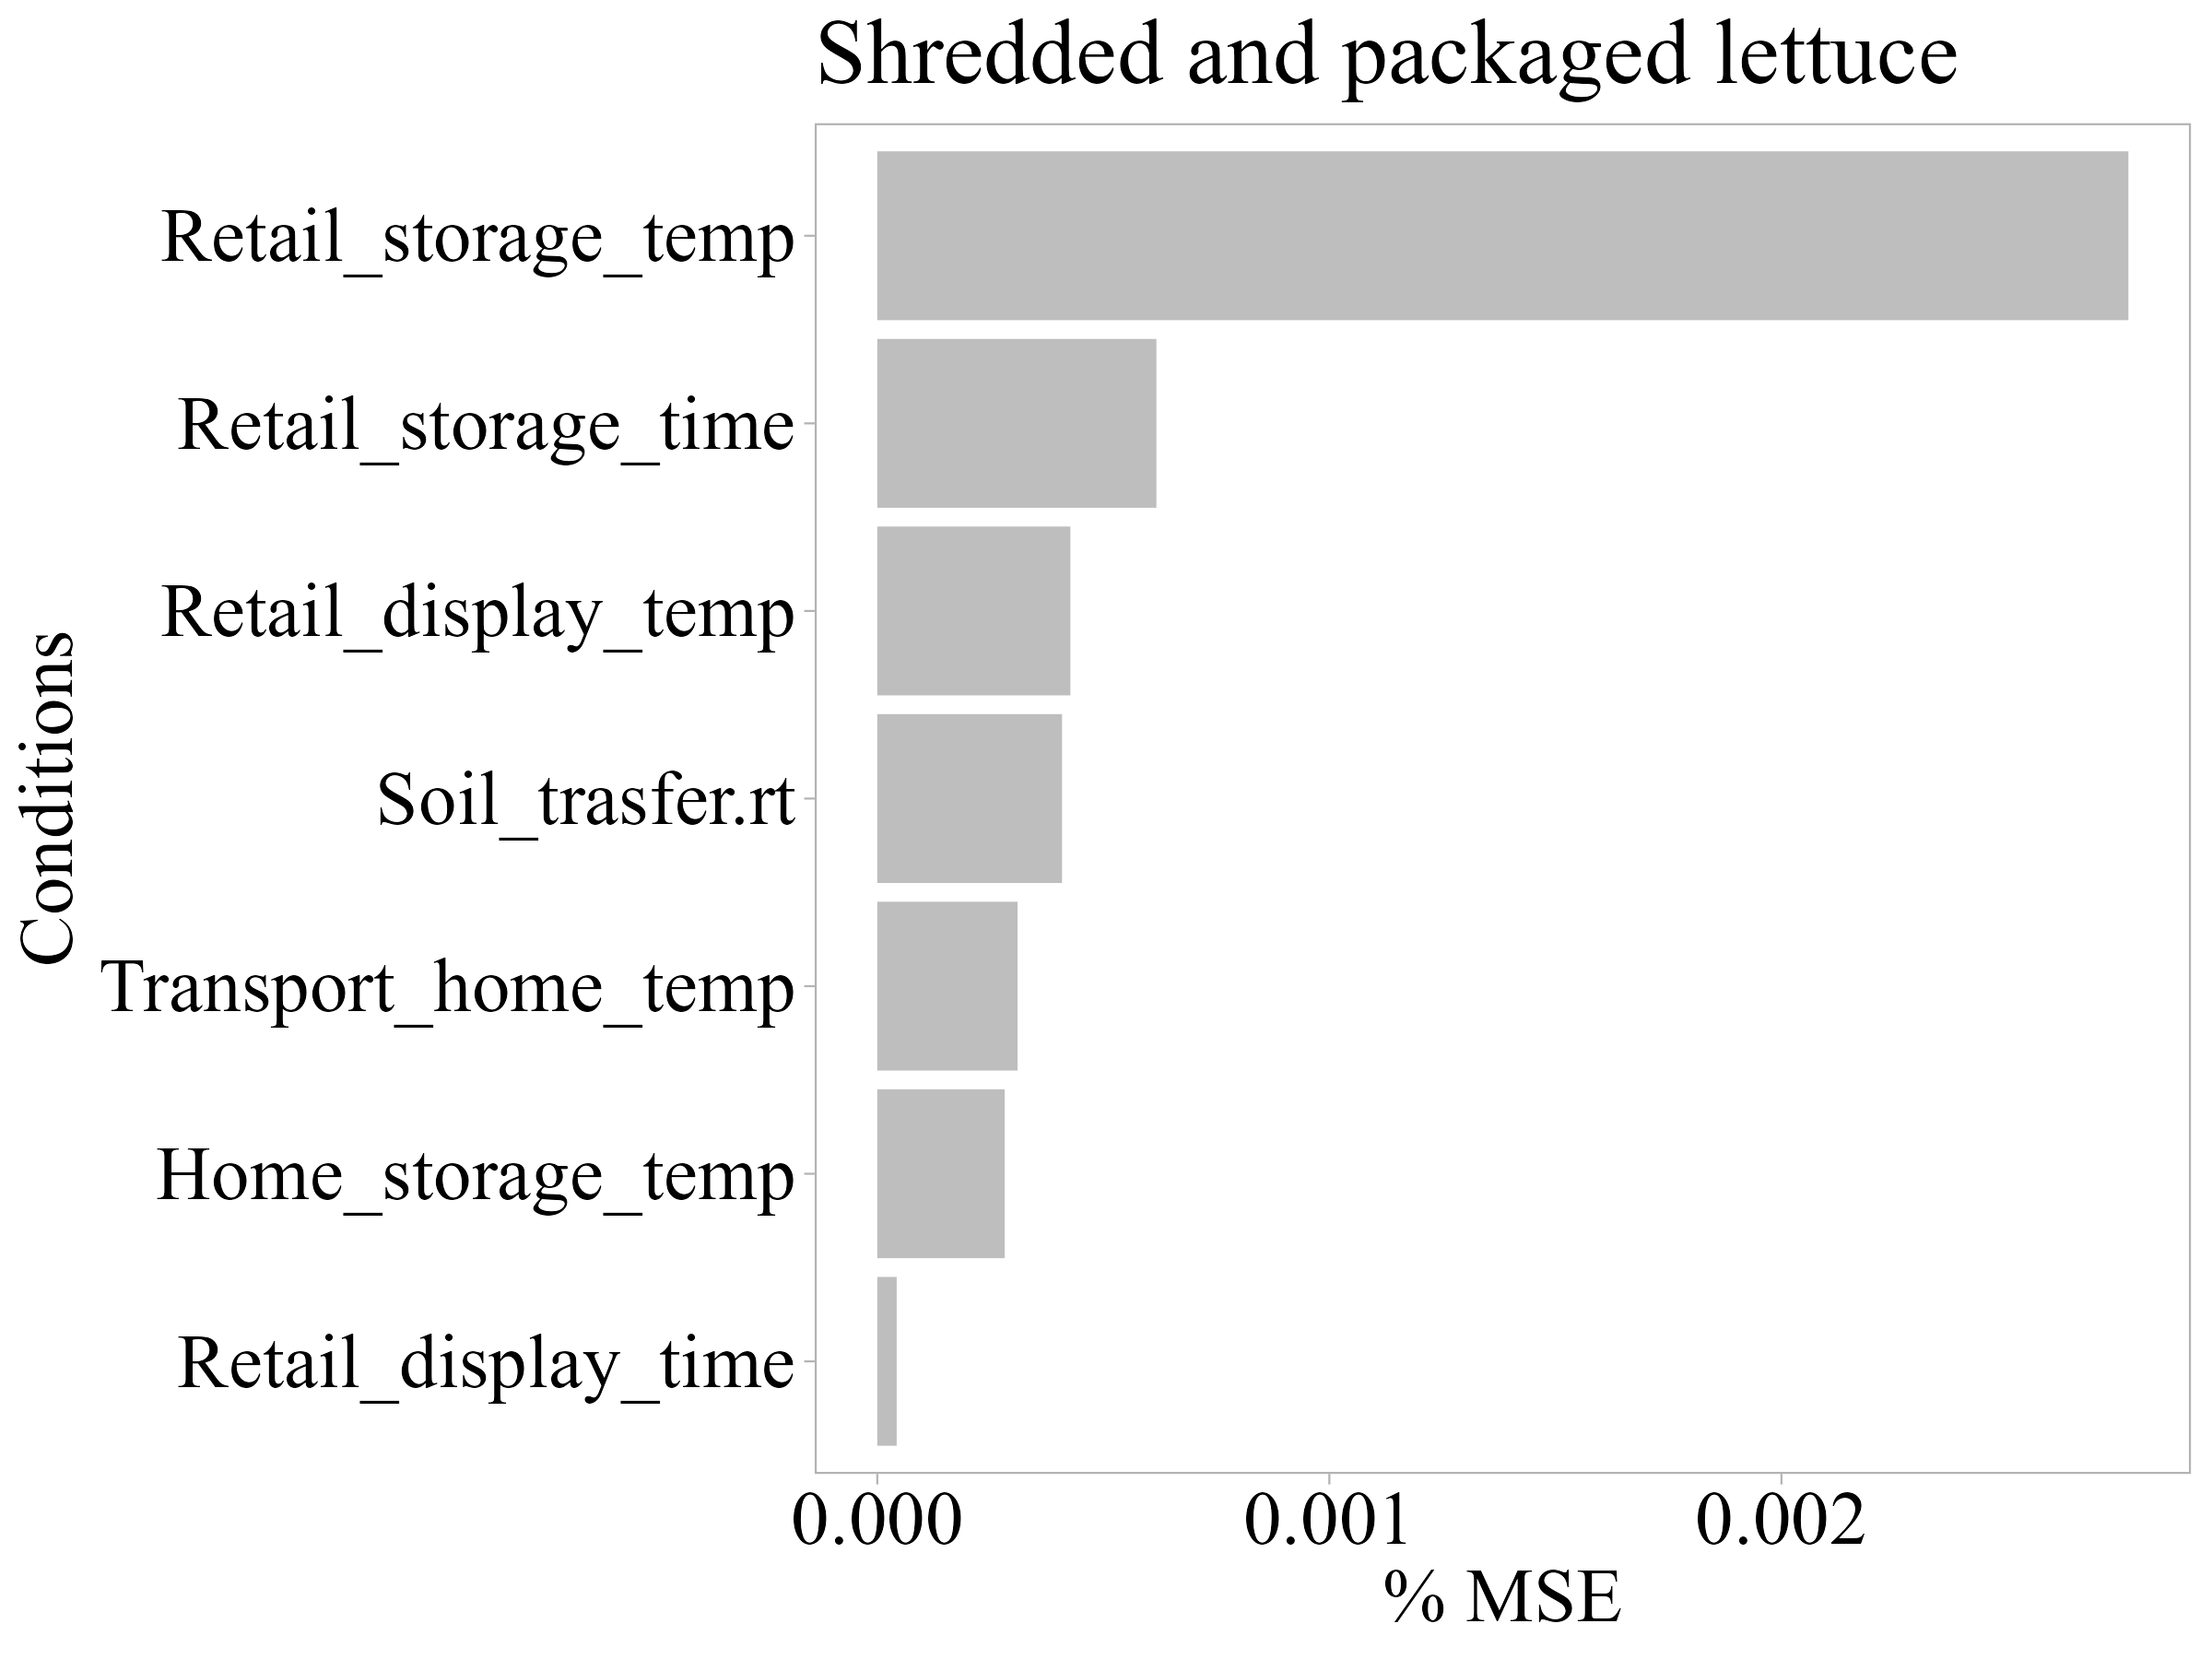 Shredded and packaged lettuce
Conditions
Retail_storage_temp
Retail_storage_time
Retail_display_temp
Soil_trasfer.rt
Transport_home_temp
Home_storage_temp
Retail_display_time
0.000 0.001 0.002
% MSE